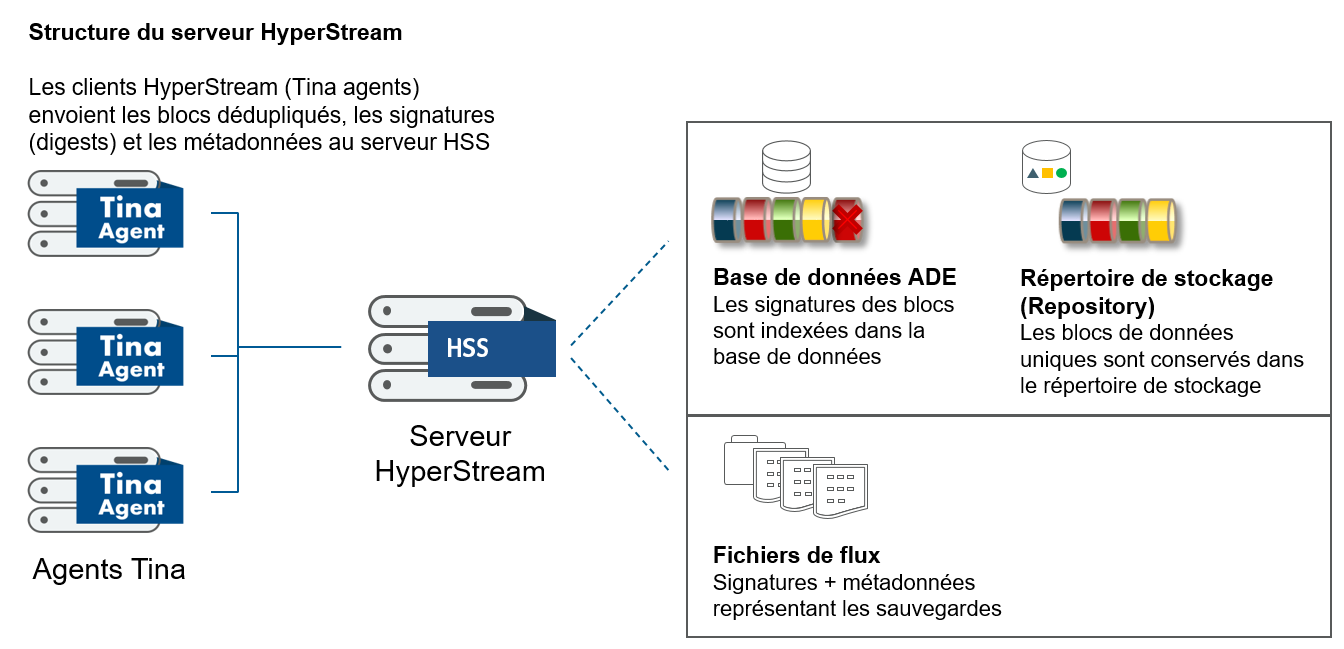 Structure du serveur HyperStream
Les clients HyperStream (Tina agents)
envoient les blocs dédupliqués, les signatures
(digests) et les métadonnées au serveur HSS
Tina
Agent
Tina
Agent
Tina
Agent
Agents Tina
HSS
Serveur
HyperStream
Base de données ADE
Les signatures des blocs
sont indexées dans la
base de données
Répertoire de stockage
(Repository)
Les blocs de données
uniques sont conservés dans
le répertoire de stockage
Fichiers de flux
Signatures + métadonnées
représentant les sauvegardes